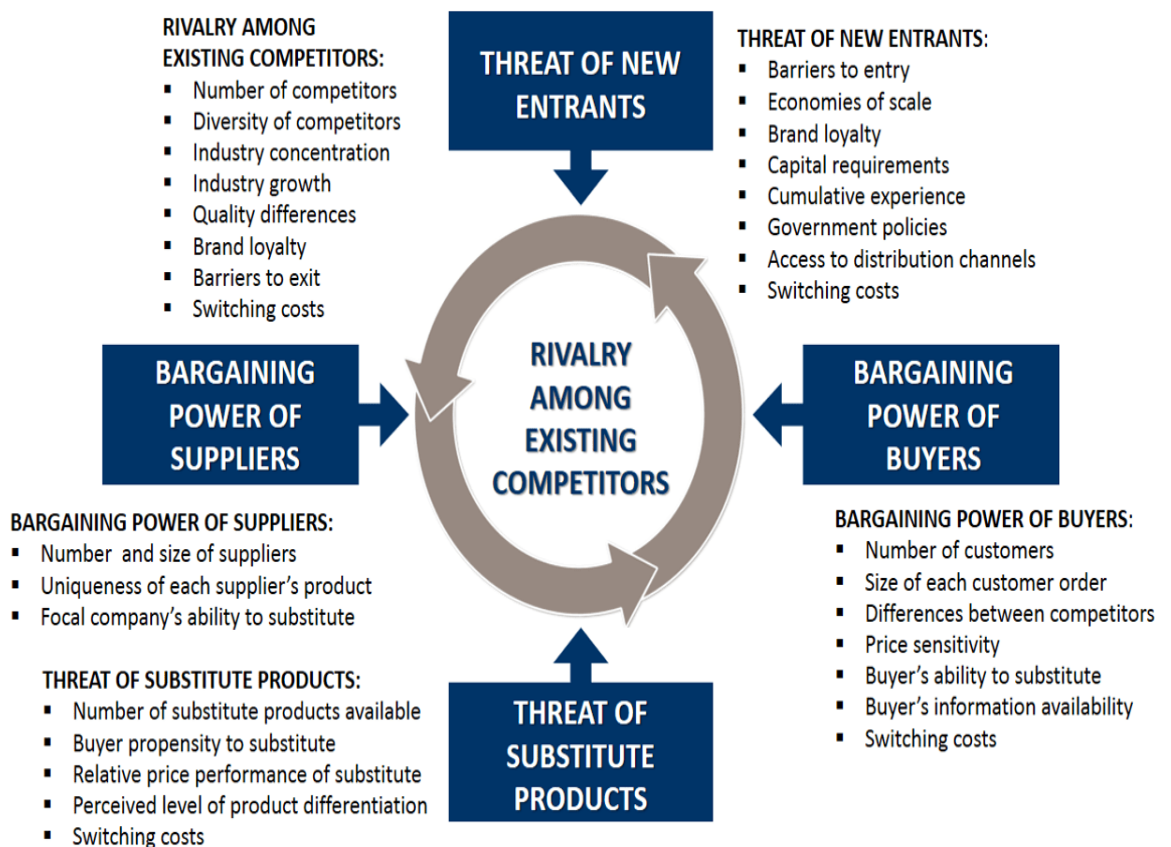 RIVALRY AMONG
EXISTING COMPETITORS:
▪ Number of competitors
▪ Diversity of competitors
▪ Industry concentration
▪ Industry growth
▪ Quality differences
▪ Brand loyalty
▪ Barriers to exit
▪ Switching costs
THREAT OF NEW
ENTRANTS
THREAT OF NEW ENTRANTS:
▪ Barriers to entry
▪ Economies of scale
▪ Brand loyalty
▪ Capital requirements
▪ Cumulative experience
▪ Government policies
▪ Access to distribution channels
▪ Switching costs
BARGAINING
POWER OF
SUPPLIERS
RIVALRY
AMONG
EXISTING
COMPETITORS
BARGAINING
POWER OF
BUYERS
BARGAINING POWER OF SUPPLIERS:
▪ Number and size of suppliers
▪ Uniqueness of each supplier’s product
▪ Focal company’s ability to substitute
BARGAINING POWER OF BUYERS:
▪ Number of customers
▪ Size of each customer order
▪ Differences between competitors
▪ Price sensitivity
▪ Buyer’s ability to substitute
▪ Buyer’s information availability
▪ Switching costs
THREAT OF SUBSTITUTE PRODUCTS:
▪ Number of substitute products available
▪ Buyer propensity to substitute
▪ Relative price performance of substitute
▪ Perceived level of product differentiation
▪ Switching costs
THREAT OF
SUBSTITUTE
PRODUCTS